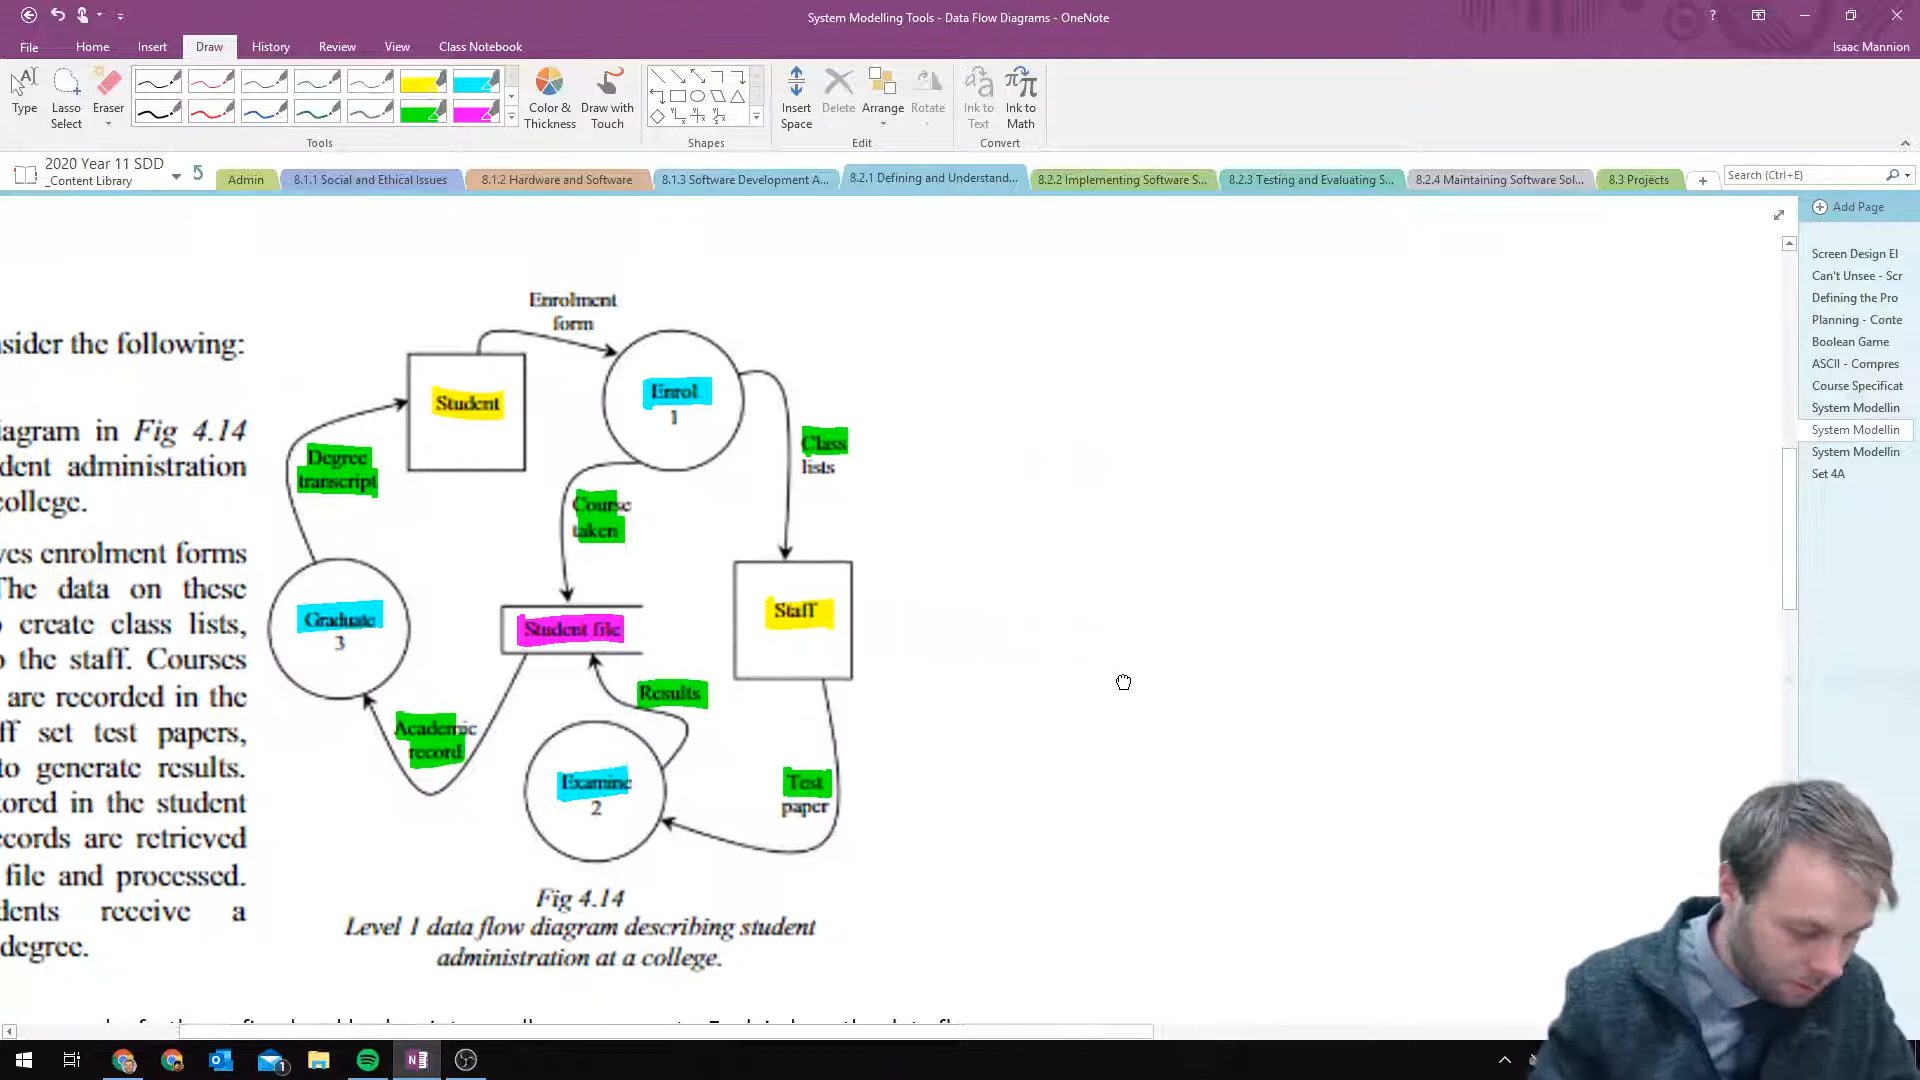 System Modelling Tools - Data Flow Diagrams - OneNote
Isaac Mannion
File Home Insert Draw History Review View Class Notebook
Type
Lasso Select
Eraser
Color & Thickness
Draw with Touch
Insert Space
Delete
Arrange
Rotate
Ink to Text
Ink to Math
Tools
Shapes
Edit
Convert
2020 Year 11 SDD
_Content Library
Admin
8.1.1 Social and Ethical Issues
8.1.2 Hardware and Software
8.1.3 Software Development A...
8.2.1 Defining and Understand...
8.2.2 Implementing Software S...
8.2.3 Testing and Evaluating S...
8.2.4 Maintaining Software Sol...
8.3 Projects
Search (Ctrl+E)
Add Page
Screen Design El
Can't Unsee - Scr
Defining the Pro
Planning - Conte
Boolean Game
ASCII - Compres
Course Specificat
System Modellin
System Modellin
System Modellin
Set 4A
nsider the following:
iagram in Fig 4.14
dent administration
college.
ves enrolment forms
The data on these
o create class lists,
o the staff. Courses
are recorded in the
ff set test papers,
to generate results.
tored in the student
ecords are retrieved
file and processed.
dents receive a
degree.
Enrolment
form
Student
Enrol
1
Degree
transcript
Class
lists
Course
taken
Graduate
3
Student file
Staff
Results
Academic
record
Examine
2
Test
paper
Fig 4.14
Level 1 data flow diagram describing student
administration at a college.